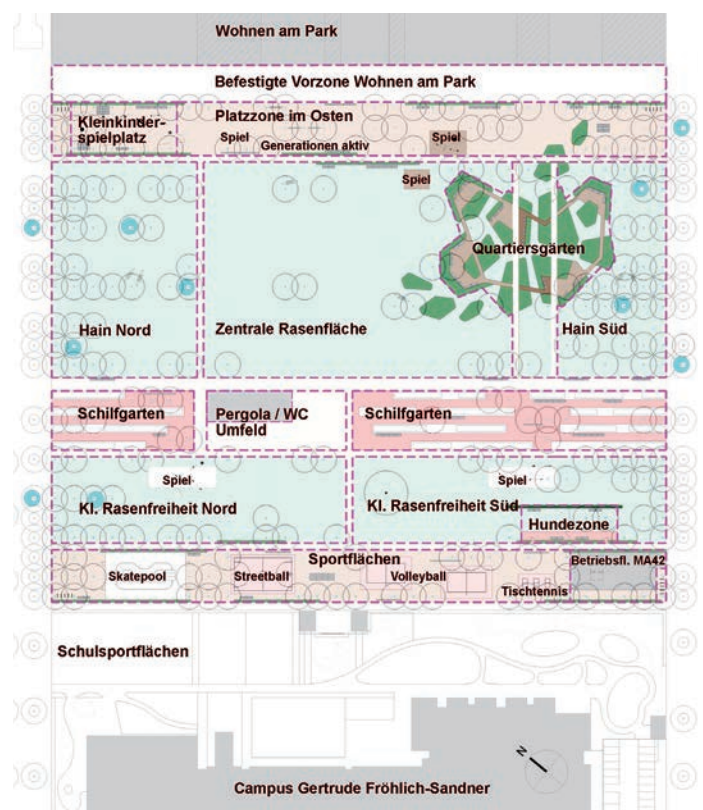 Wohnen am Park
Befestigte Vorzone Wohnen am Park
Kleinkinder-
spielplatz
Platzzone im Osten
Spiel
Generationen aktiv
Spiel
Spiel
Quartiersgärten
Hain Nord
Zentrale Rasenfläche
Hain Süd
Schilfgarten
Pergola / WC
Umfeld
Schilfgarten
Spiel
Kl. Rasenfreiheit Nord
Spiel
Kl. Rasenfreiheit Süd
Hundezone
Sportflächen
Betriebsfl. MA42
Skatepool
Streetball
Volleyball
Tischtennis
Schulsportflächen
N
Campus Gertrude Fröhlich-Sandner